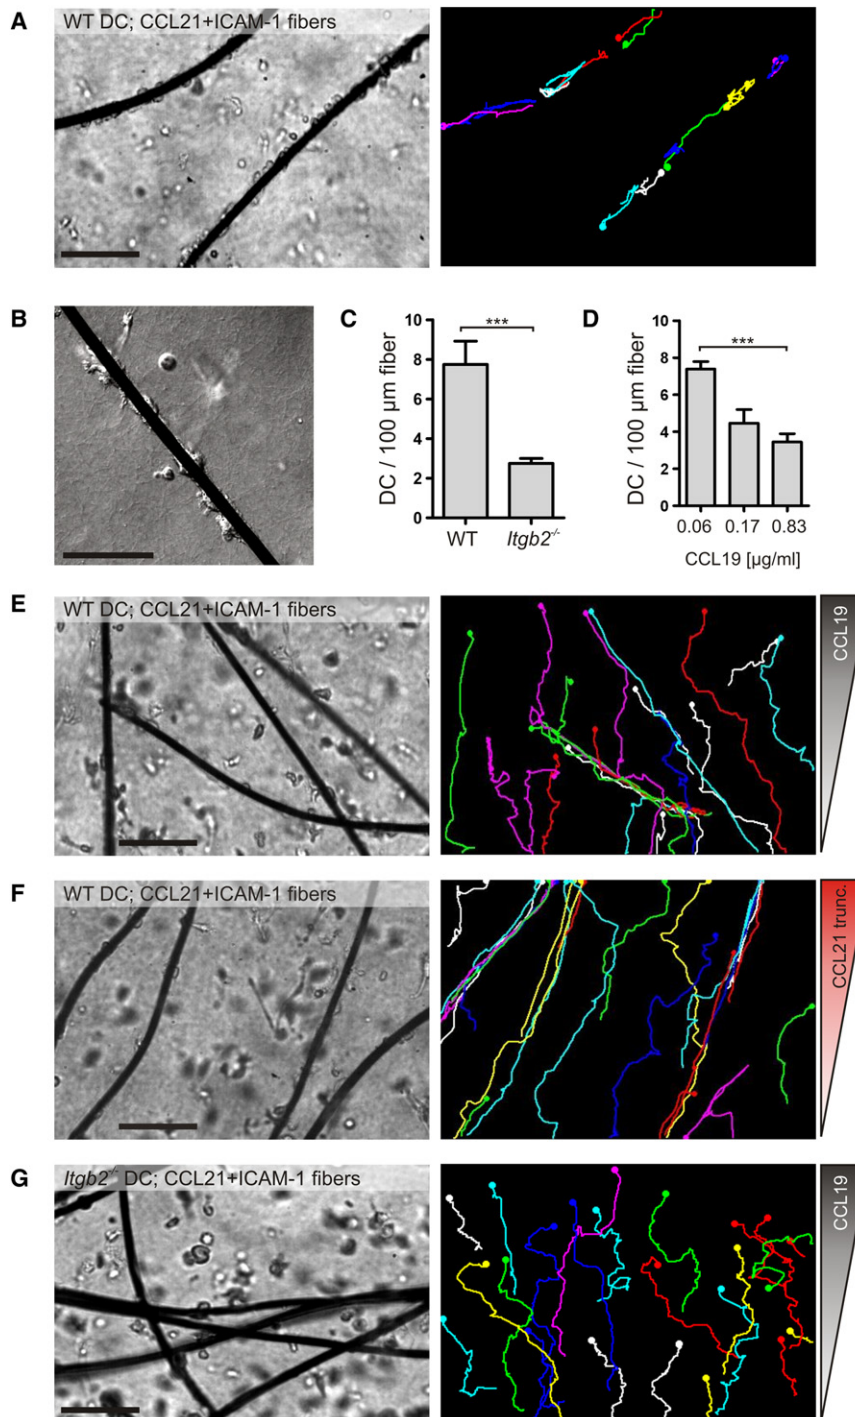 A
WT DC; CCL21+ICAM-1 fibers
B
C
DC / 100 µm fiber
10
8
6
4
2
0
***
WT
Itgb2-/-
D
DC / 100 µm fiber
10
8
6
4
2
0
***
0.06 0.17 0.83
CCL19 [µg/ml]
E
WT DC; CCL21+ICAM-1 fibers
CCL19
F
WT DC; CCL21+ICAM-1 fibers
CCL21 trunc.
G
Itgb2-/- DC; CCL21+ICAM-1 fibers
CCL19